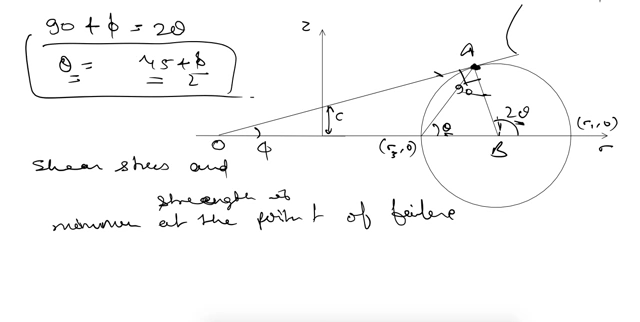 90 + φ = 2θ
θ = 45 + φ/2
τ
A
90
c
2θ
θ
O
φ
(σ3, 0)
B
(σ1, 0)
σ
Shear stress and
strength is
minimum at the point of failure